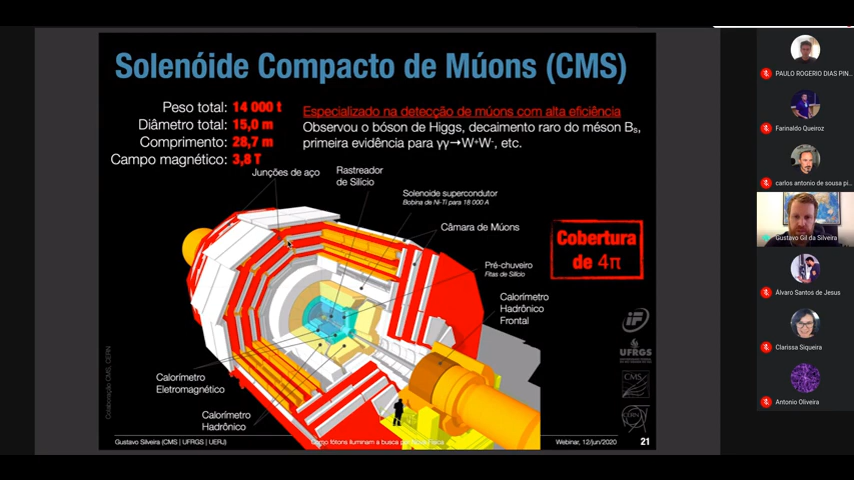 Solenóide Compacto de Múons (CMS)
Peso total: 14 000 t
Diâmetro total: 15,0 m
Comprimento: 28,7 m
Campo magnético: 3,8 T
Especializado na detecção de múons com alta eficiência
Observou o bóson de Higgs, decaimento raro do méson Bs,
primeira evidência para γγ→W⁺W⁻, etc.
Junções de aço
Rastreador
de Silício
Solenoide supercondutor
Bobina de Ni-Ti para 18 000 A
Câmara de Múons
Pré-chuveiro
Fitas de Silício
Calorímetro
Hadrônico
Frontal
Cobertura
de 4π
Calorímetro
Eletromagnético
Calorímetro
Hadrônico
Colaboração CMS, CERN
IF
UFRGS
CMS
CERN
Gustavo Silveira (CMS | UFRGS | UERJ)
Como fótons iluminam a busca
Webinar, 12/jun/2020
21
PAULO ROGERIO DIAS PIN...
Farinaldo Queiroz
carlos antonio de sousa pi...
Gustavo Gil da Silveira
Álvaro Santos de Jesus
Clarissa Siqueira
Antonio Oliveira